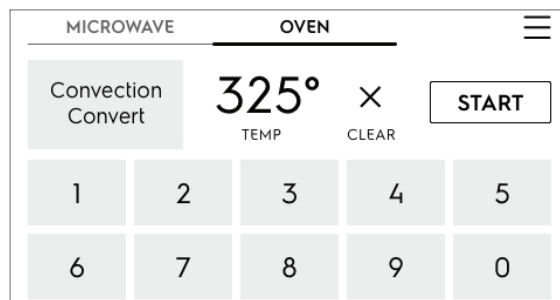 MICROWAVE OVEN
Convection
Convert
325°
TEMP
×
CLEAR
START
1 2 3 4 5
6 7 8 9 0